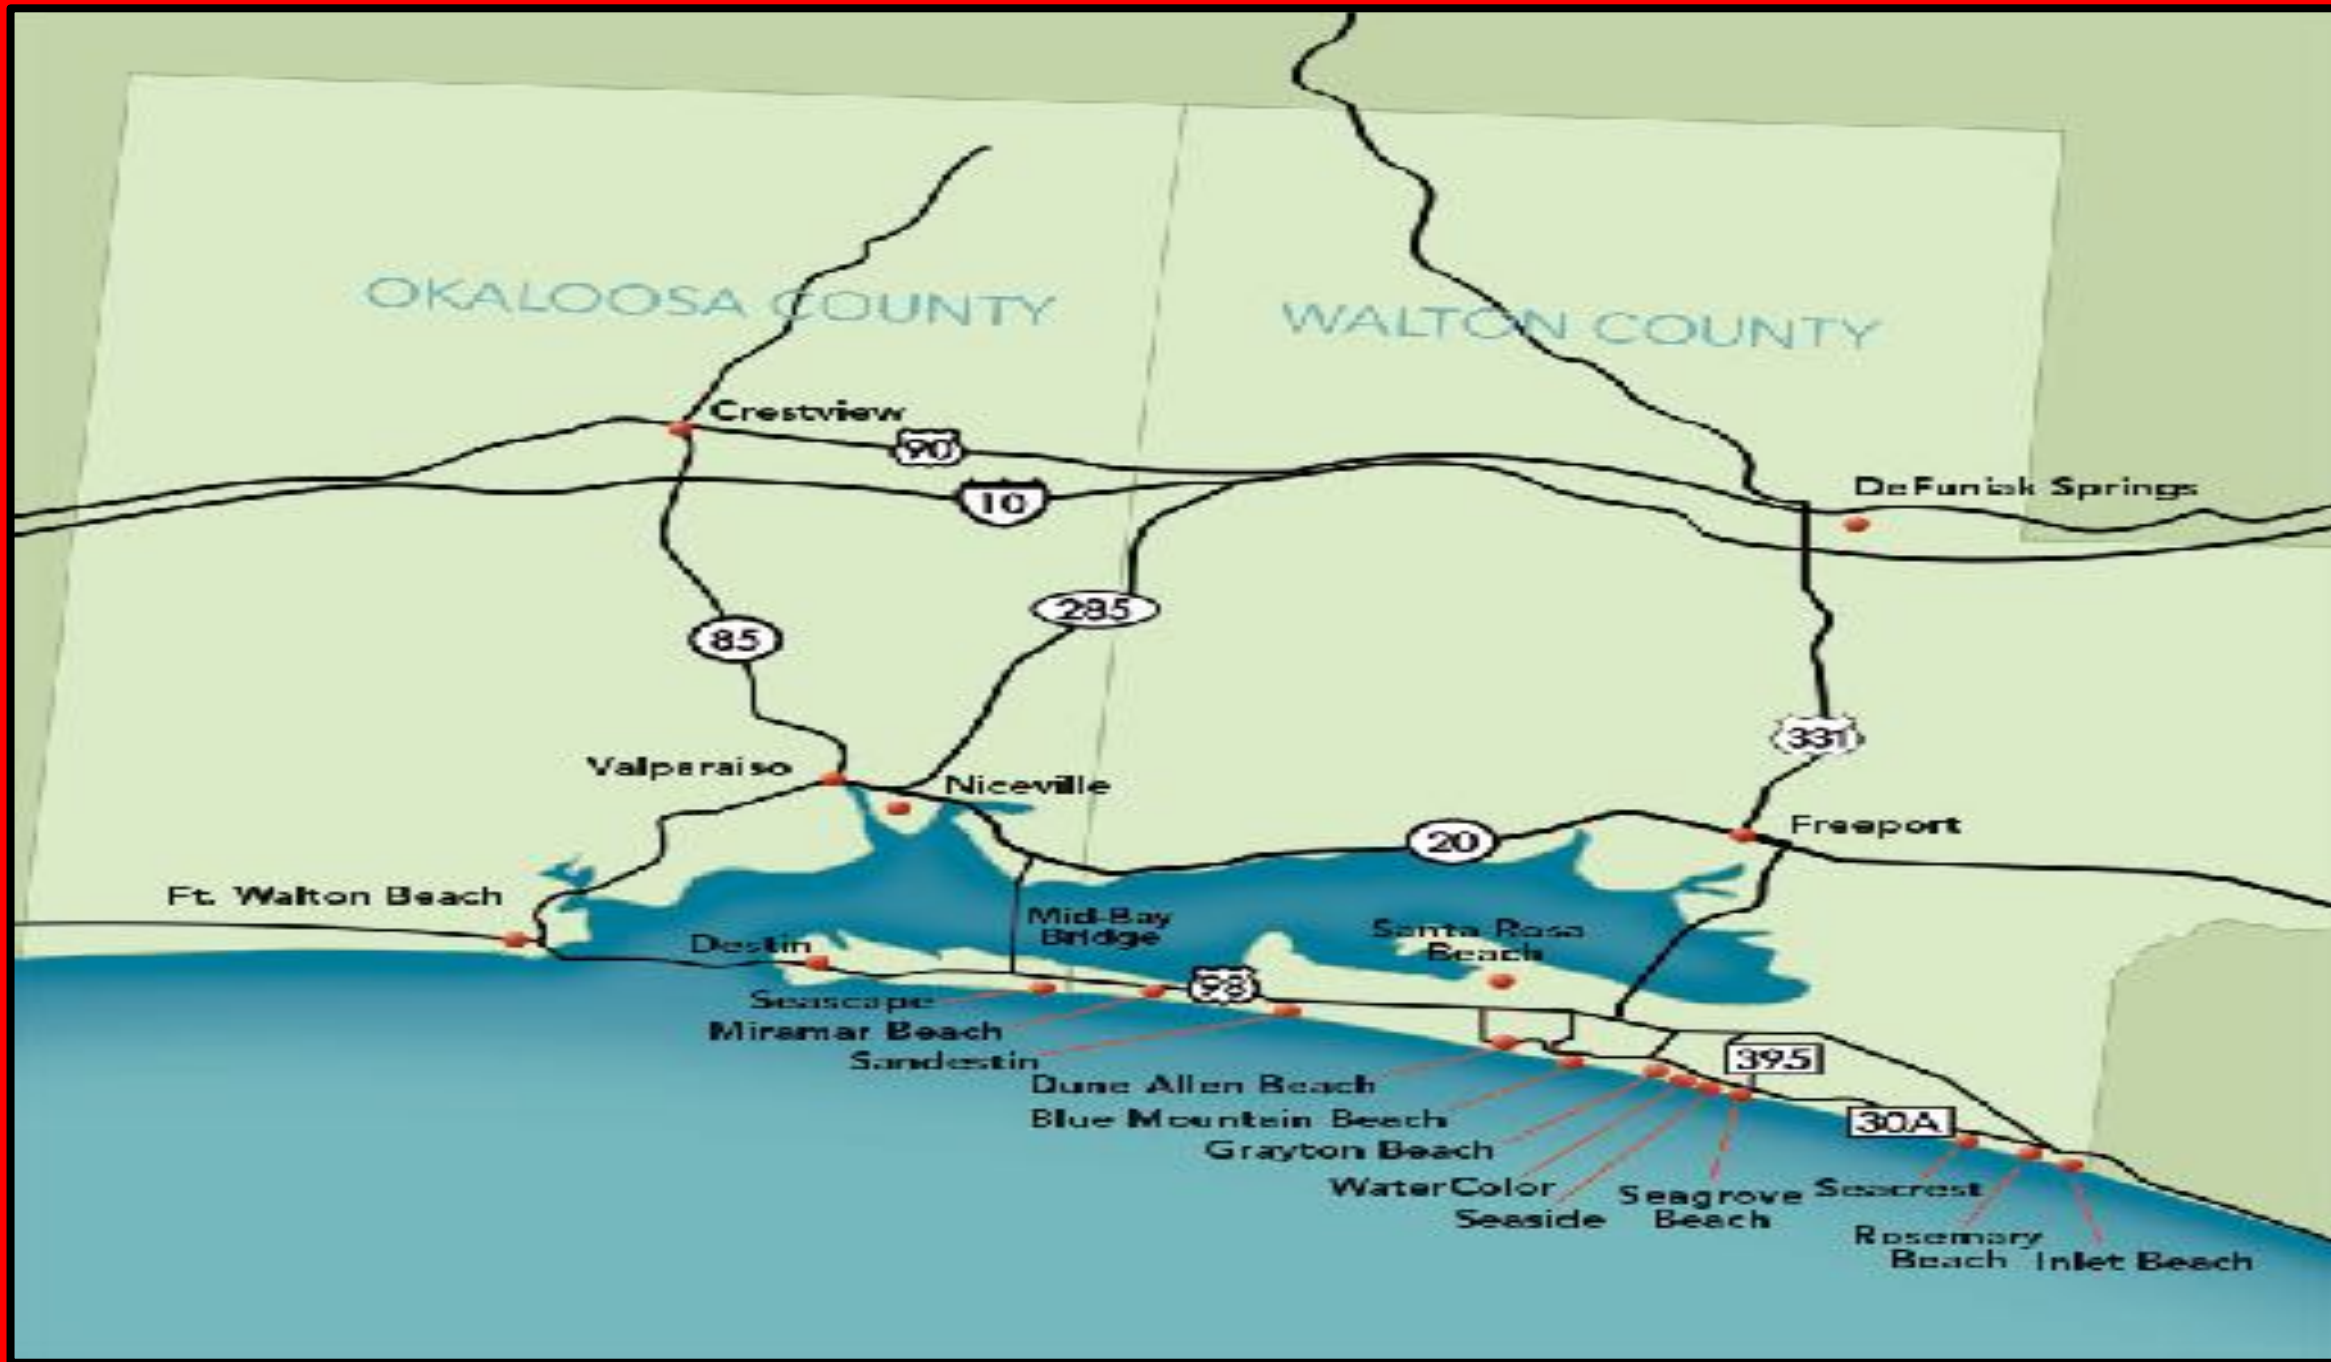 OKALOOSA COUNTY
WALTON COUNTY
Crestview
90
10
DeFuniak Springs
285
85
331
Valparaiso
Niceville
Freeport
20
Ft. Walton Beach
Mid-Bay
Bridge
Destin
Santa Rosa
Beach
98
Seascape
Miramar Beach
Sandestin
395
Dune Allen Beach
Blue Mountain Beach
30A
Grayton Beach
WaterColor
Seaside
Seagrove
Beach
Seacrest
Rosemary
Beach
Inlet Beach